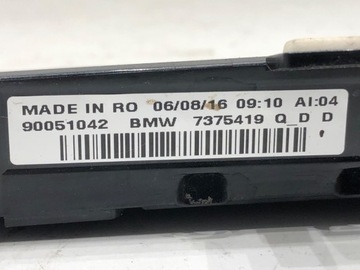 MADE IN RO 06/08/16 09:10 AI:04
90051042 BMW 7375419 Q_D D